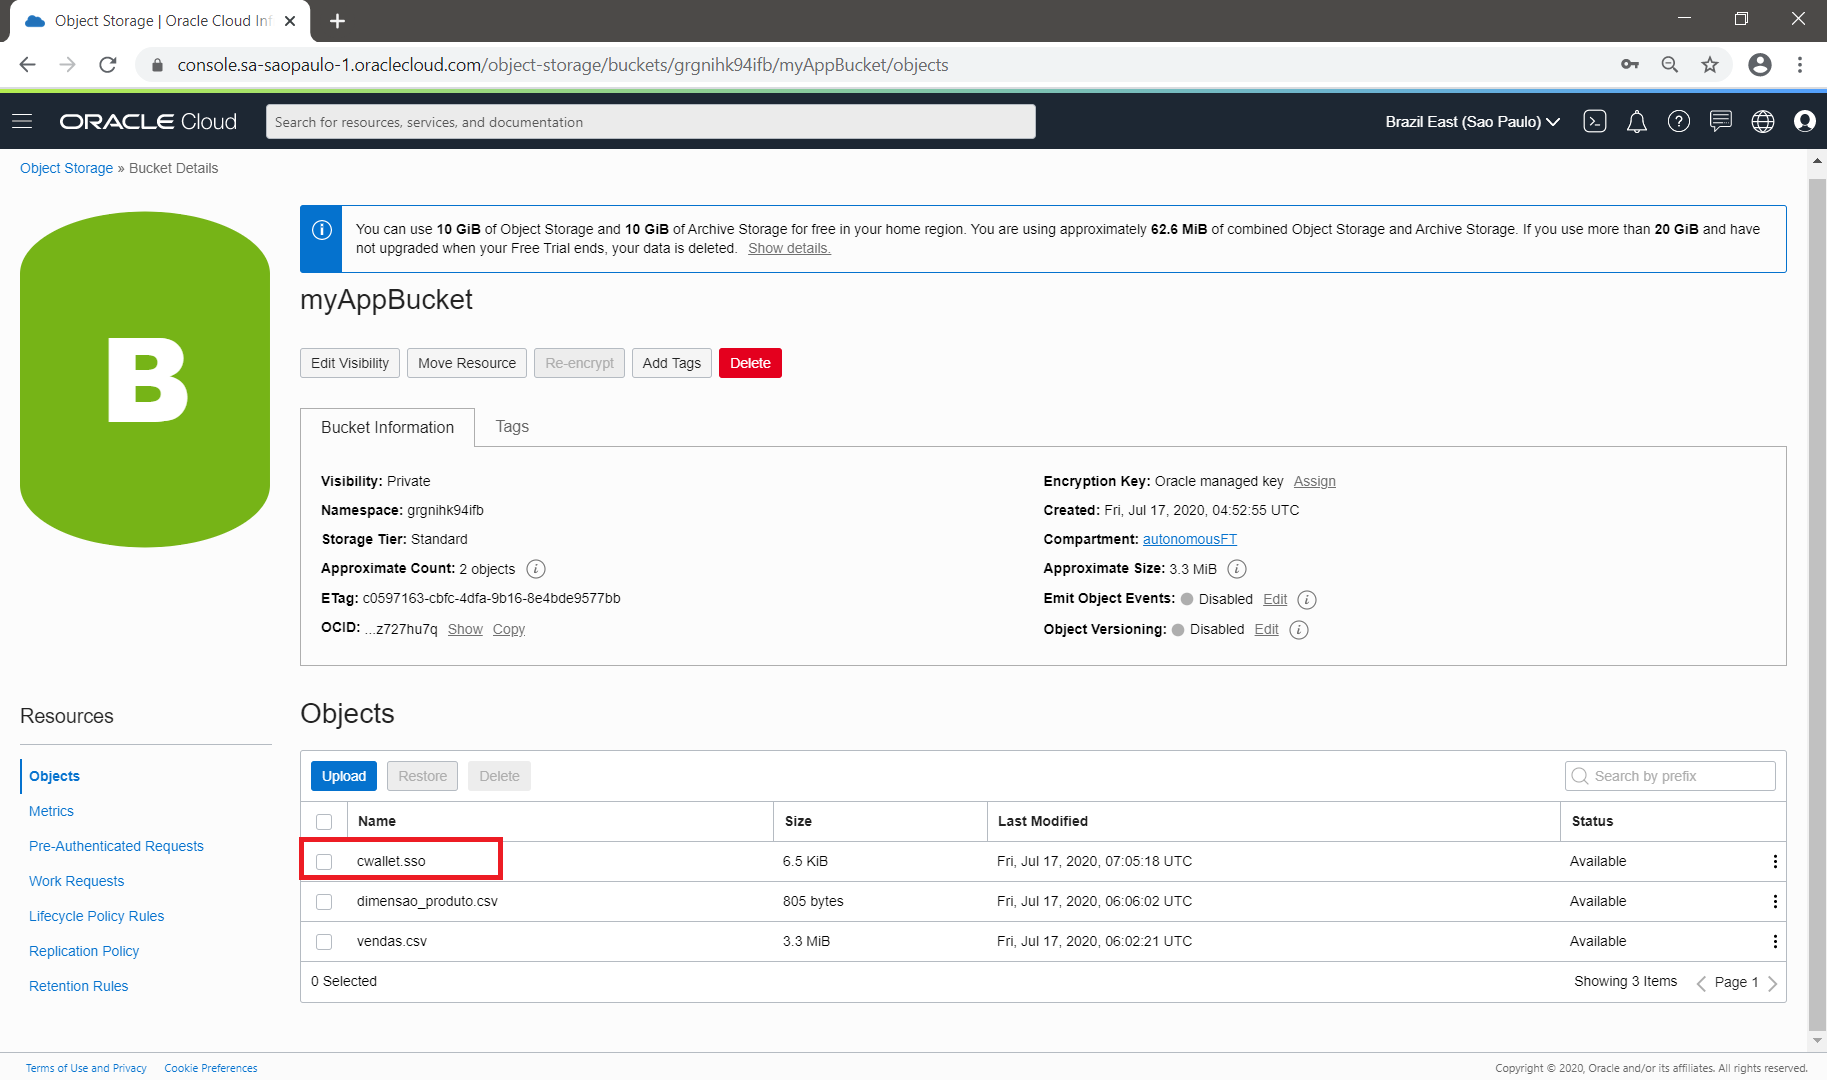 Object Storage | Oracle Cloud Inf
console.sa-saopaulo-1.oraclecloud.com/object-storage/buckets/grgnihk94ifb/myAppBucket/objects
ORACLE Cloud
Search for resources, services, and documentation
Brazil East (Sao Paulo)
Object Storage » Bucket Details
B
You can use 10 GiB of Object Storage and 10 GiB of Archive Storage for free in your home region. You are using approximately 62.6 MiB of combined Object Storage and Archive Storage. If you use more than 20 GiB and have
not upgraded when your Free Trial ends, your data is deleted. Show details.
myAppBucket
Edit Visibility Move Resource Re-encrypt Add Tags Delete
Bucket Information Tags
Visibility: Private
Namespace: grgnihk94ifb
Storage Tier: Standard
Approximate Count: 2 objects
ETag: c0597163-cbfc-4dfa-9b16-8e4bde9577bb
OCID: ...z727hu7q Show Copy
Encryption Key: Oracle managed key Assign
Created: Fri, Jul 17, 2020, 04:52:55 UTC
Compartment: autonomousFT
Approximate Size: 3.3 MiB
Emit Object Events: Disabled Edit
Object Versioning: Disabled Edit
Resources
Objects
Metrics
Pre-Authenticated Requests
Work Requests
Lifecycle Policy Rules
Replication Policy
Retention Rules
Objects
Upload Restore Delete
Search by prefix
Name Size Last Modified Status
cwallet.sso 6.5 KiB Fri, Jul 17, 2020, 07:05:18 UTC Available
dimensao_produto.csv 805 bytes Fri, Jul 17, 2020, 06:06:02 UTC Available
vendas.csv 3.3 MiB Fri, Jul 17, 2020, 06:02:21 UTC Available
0 Selected
Showing 3 Items
Page 1
Terms of Use and Privacy Cookie Preferences
Copyright © 2020, Oracle and/or its affiliates. All rights reserved.